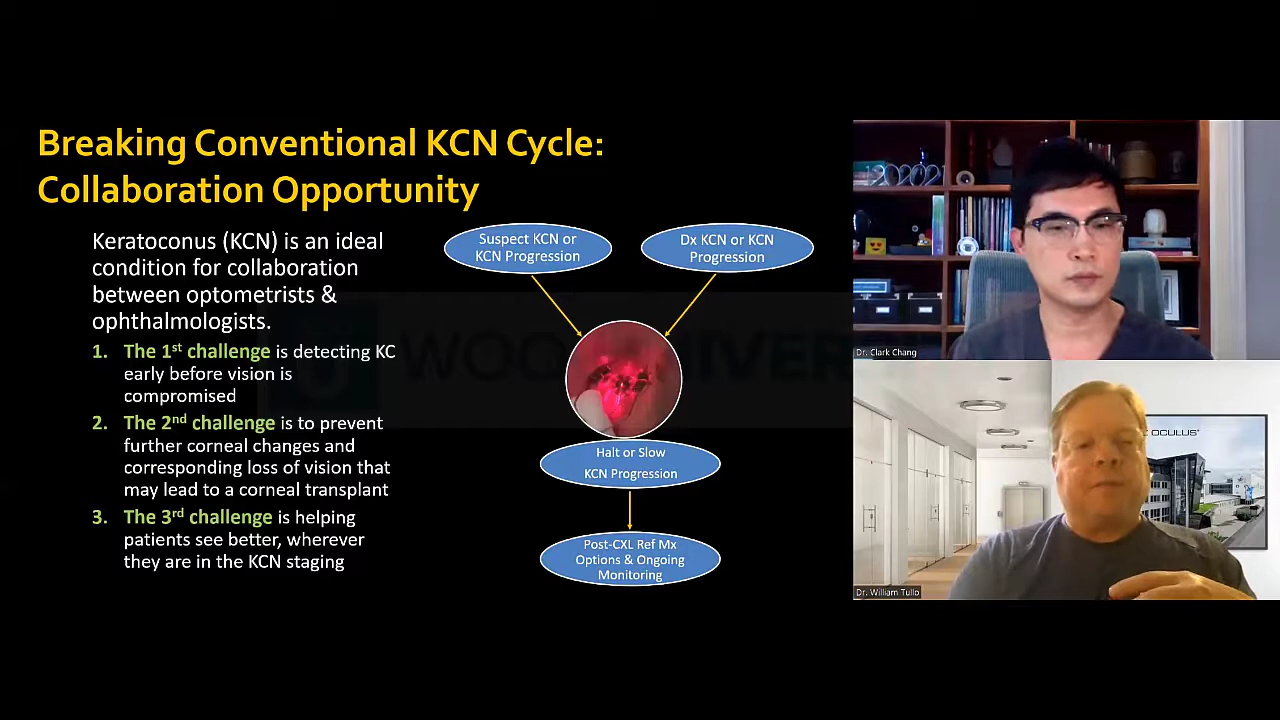 Breaking Conventional KCN Cycle:
Collaboration Opportunity
Keratoconus (KCN) is an ideal
condition for collaboration
between optometrists &
ophthalmologists.
1. The 1st challenge is detecting KC
early before vision is
compromised
2. The 2nd challenge is to prevent
further corneal changes and
corresponding loss of vision that
may lead to a corneal transplant
3. The 3rd challenge is helping
patients see better, wherever
they are in the KCN staging
Suspect KCN or
KCN Progression
Dx KCN or KCN
Progression
Halt or Slow
KCN Progression
Post-CXL Ref Mx
Options & Ongoing
Monitoring
Dr. Clark Chang
OCULUS
Dr. William Tullo